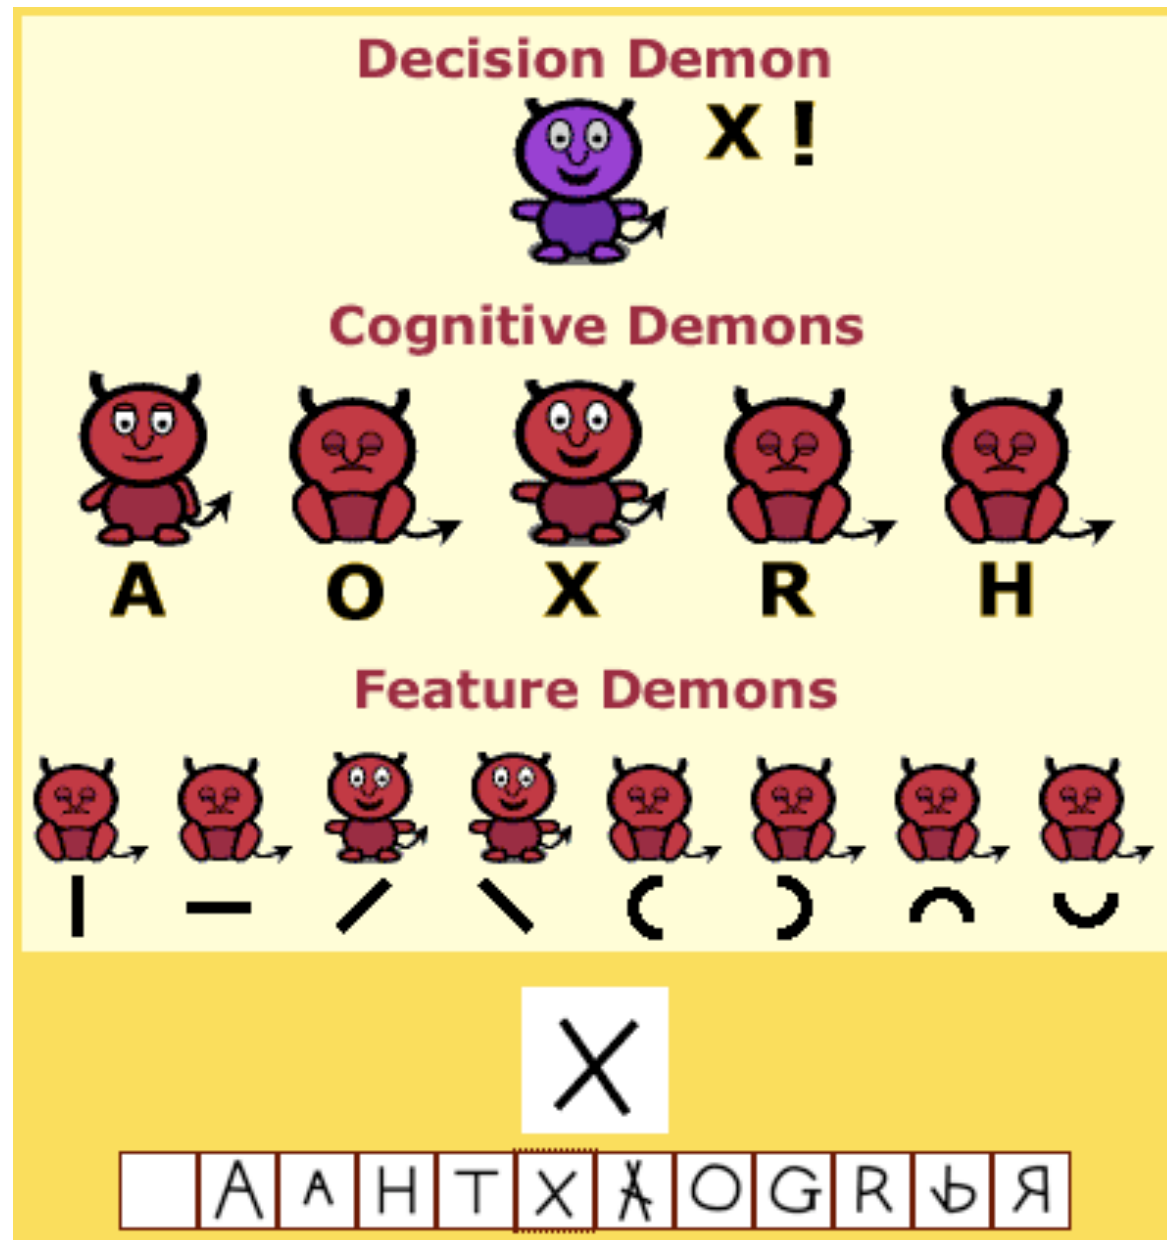 Decision Demon
X !
Cognitive Demons
A O X R H
Feature Demons
X
A A H T X O G R Я